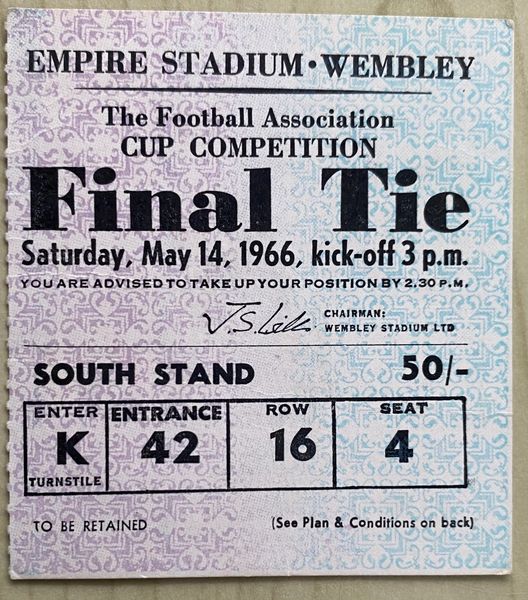 EMPIRE STADIUM • WEMBLEY
The Football Association
CUP COMPETITION
Final Tie
Saturday, May 14, 1966, kick-off 3 p.m.
YOU ARE ADVISED TO TAKE UP YOUR POSITION BY 2.30 P.M.
CHAIRMAN:
WEMBLEY STADIUM LTD
SOUTH STAND 50/-
ENTER ENTRANCE ROW SEAT
K 42 16 4
TURNSTILE
TO BE RETAINED (See Plan & Conditions on back)